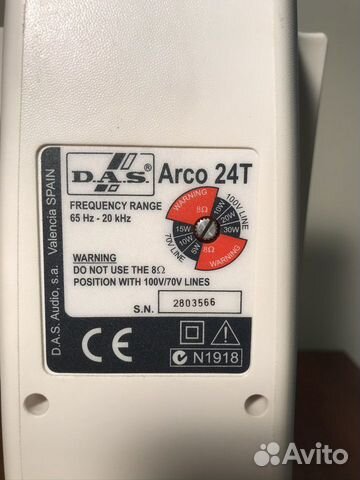 D.A.S.®
Arco 24T
FREQUENCY RANGE
65 Hz - 20 kHz
WARNING
8Ω
100V LINE
10W
20W
30W
70V LINE
15W
10W
5W
8Ω
WARNING
WARNING
DO NOT USE THE 8Ω
POSITION WITH 100V/70V LINES
S.N. 2803566
CE
N1918
D.A.S. Audio, s.a. Valencia SPAIN
Avito